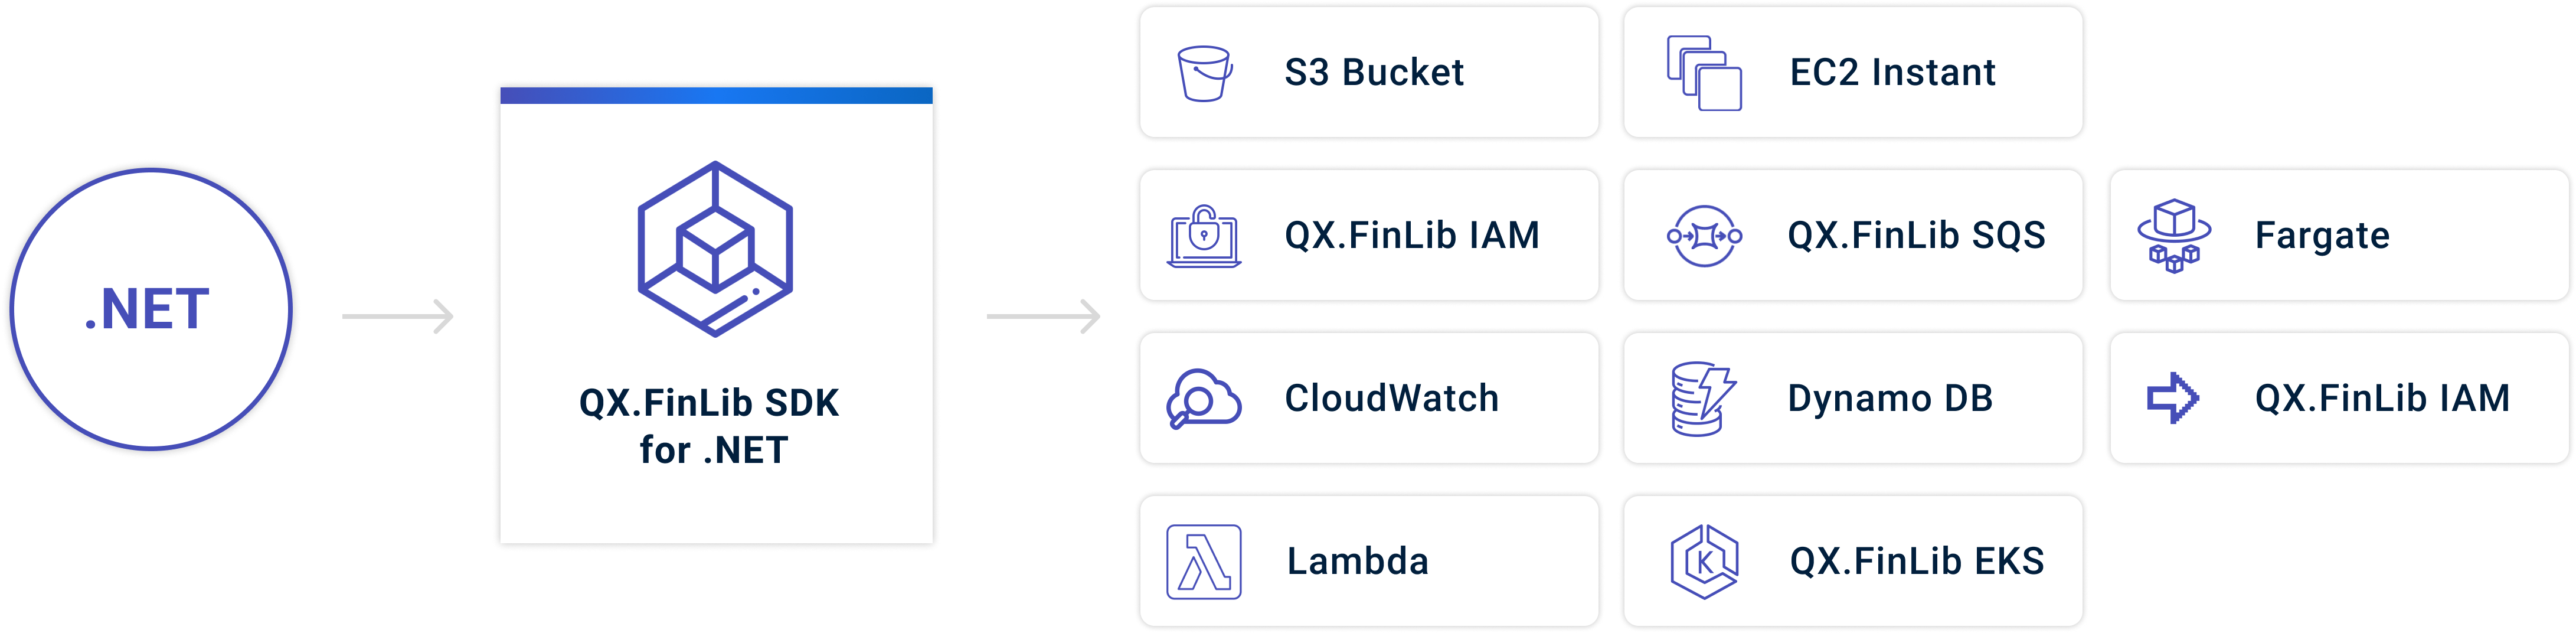 .NET
QX.FinLib SDK
for .NET
S3 Bucket
EC2 Instant
QX.FinLib IAM
QX.FinLib SQS
Fargate
CloudWatch
Dynamo DB
QX.FinLib IAM
Lambda
K
QX.FinLib EKS